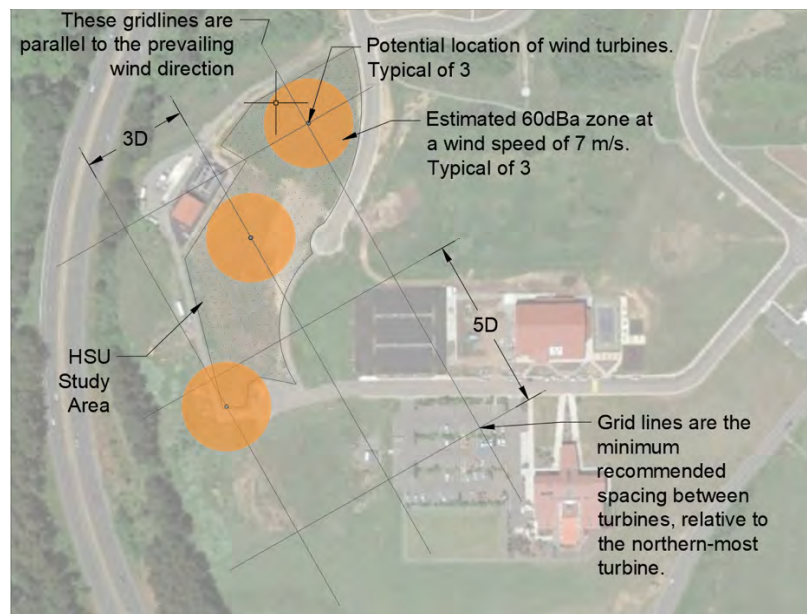 These gridlines are
parallel to the prevailing
wind direction
Potential location of wind turbines.
Typical of 3
3D
Estimated 60dBa zone at
a wind speed of 7 m/s.
Typical of 3
5D
HSU
Study
Area
Grid lines are the
minimum
recommended
spacing between
turbines, relative to
the northern-most
turbine.